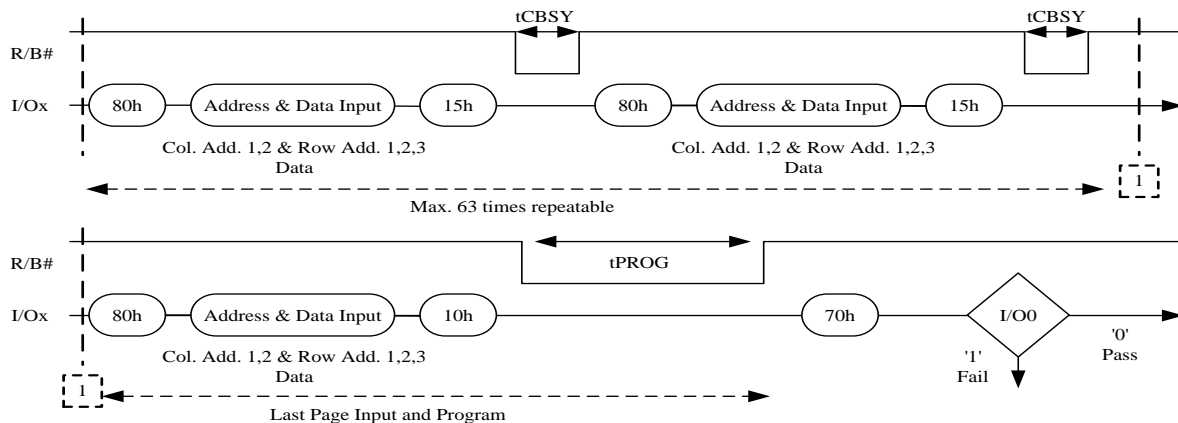 tCBSY tCBSY
R/B#
I/Ox 80h Address & Data Input 15h 80h Address & Data Input 15h
Col. Add. 1,2 & Row Add. 1,2,3 Col. Add. 1,2 & Row Add. 1,2,3
Data Data
1
Max. 63 times repeatable
R/B#
tPROG
I/Ox 80h Address & Data Input 10h 70h I/O0
'0'
Pass
Col. Add. 1,2 & Row Add. 1,2,3 '1'
Data Fail
1
Last Page Input and Program